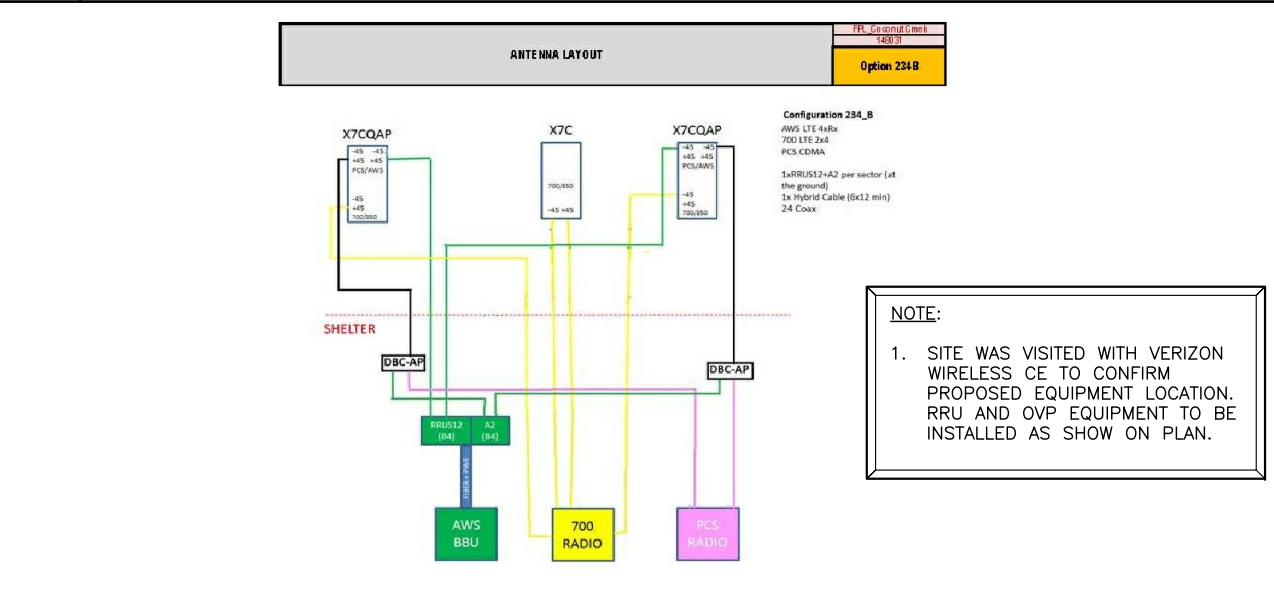 ANTENNA LAYOUT
FPL_Coconut Creek
148031
Option 234B
Configuration 234_B
AWS LTE 4xRx
700 LTE 2x4
PCS CDMA
1xRRUS12+A2 per sector (at
the ground)
1x Hybrid Cable (6x12 min)
24 Coax
X7CQAP
-45 -45
+45 +45
PCS/AWS
-45
+45
700/850
X7C
700/850
-45 +45
X7CQAP
-45 -45
+45 +45
PCS/AWS
-45
+45
700/850
SHELTER
DBC-AP
DBC-AP
RRUS12
(B4)
A2
(B4)
FIBER + PWR
AWS
BBU
700
RADIO
PCS
RADIO
NOTE:
1. SITE WAS VISITED WITH VERIZON
WIRELESS CE TO CONFIRM
PROPOSED EQUIPMENT LOCATION.
RRU AND OVP EQUIPMENT TO BE
INSTALLED AS SHOW ON PLAN.